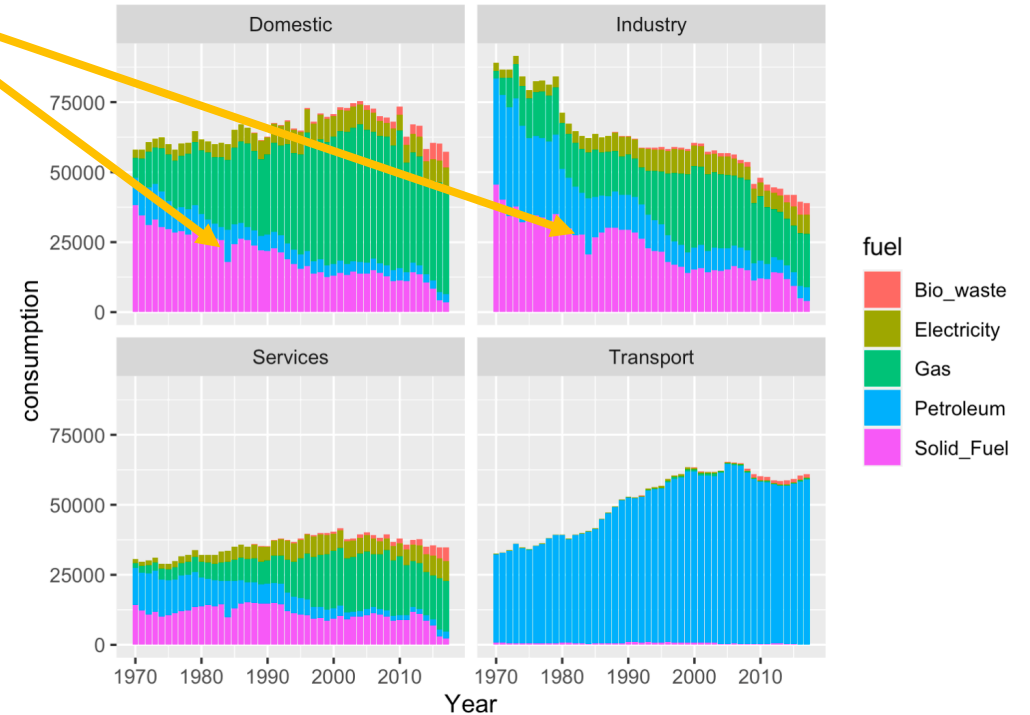 Domestic
Industry
75000
50000
25000
0
consumption
Services
Transport
75000
50000
25000
0
1970 1980 1990 2000 2010
1970 1980 1990 2000 2010
Year
fuel
Bio_waste
Electricity
Gas
Petroleum
Solid_Fuel